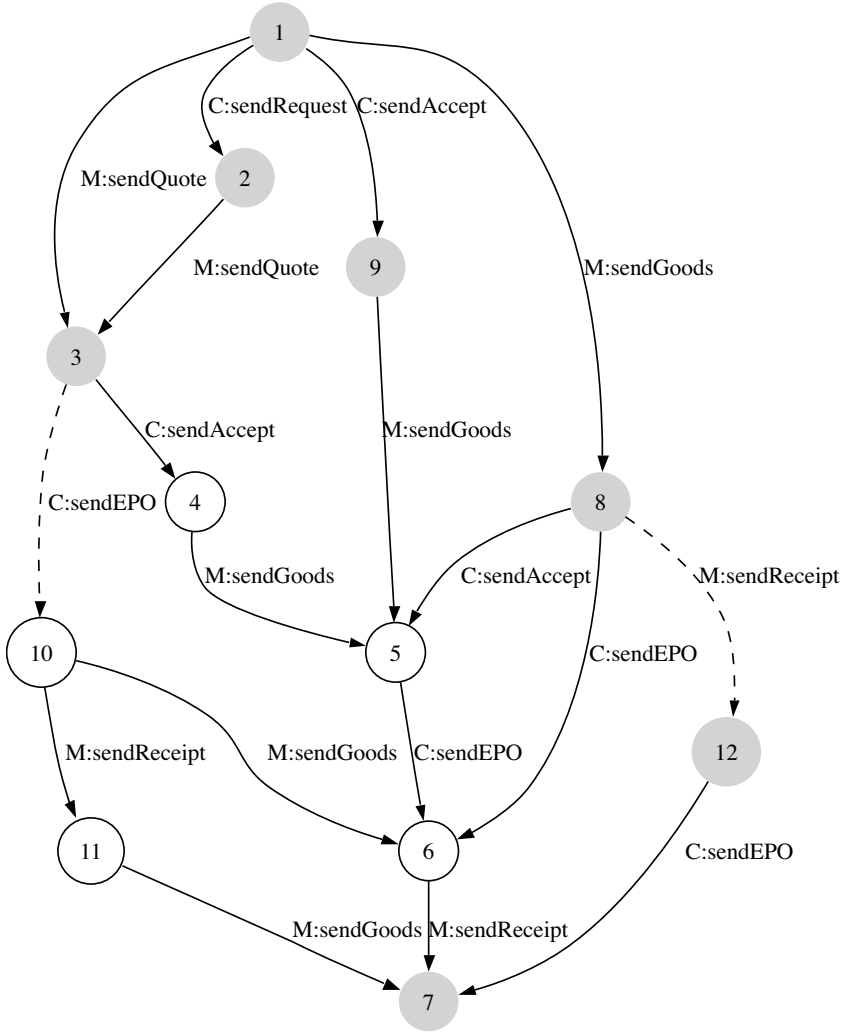 1
C:sendRequest
C:sendAccept
M:sendQuote
2
M:sendQuote
9
M:sendGoods
3
C:sendAccept
M:sendGoods
C:sendEPO
4
8
M:sendGoods
C:sendAccept
M:sendReceipt
10
5
C:sendEPO
M:sendReceipt
M:sendGoods
C:sendEPO
12
11
6
C:sendEPO
M:sendGoods
M:sendReceipt
7